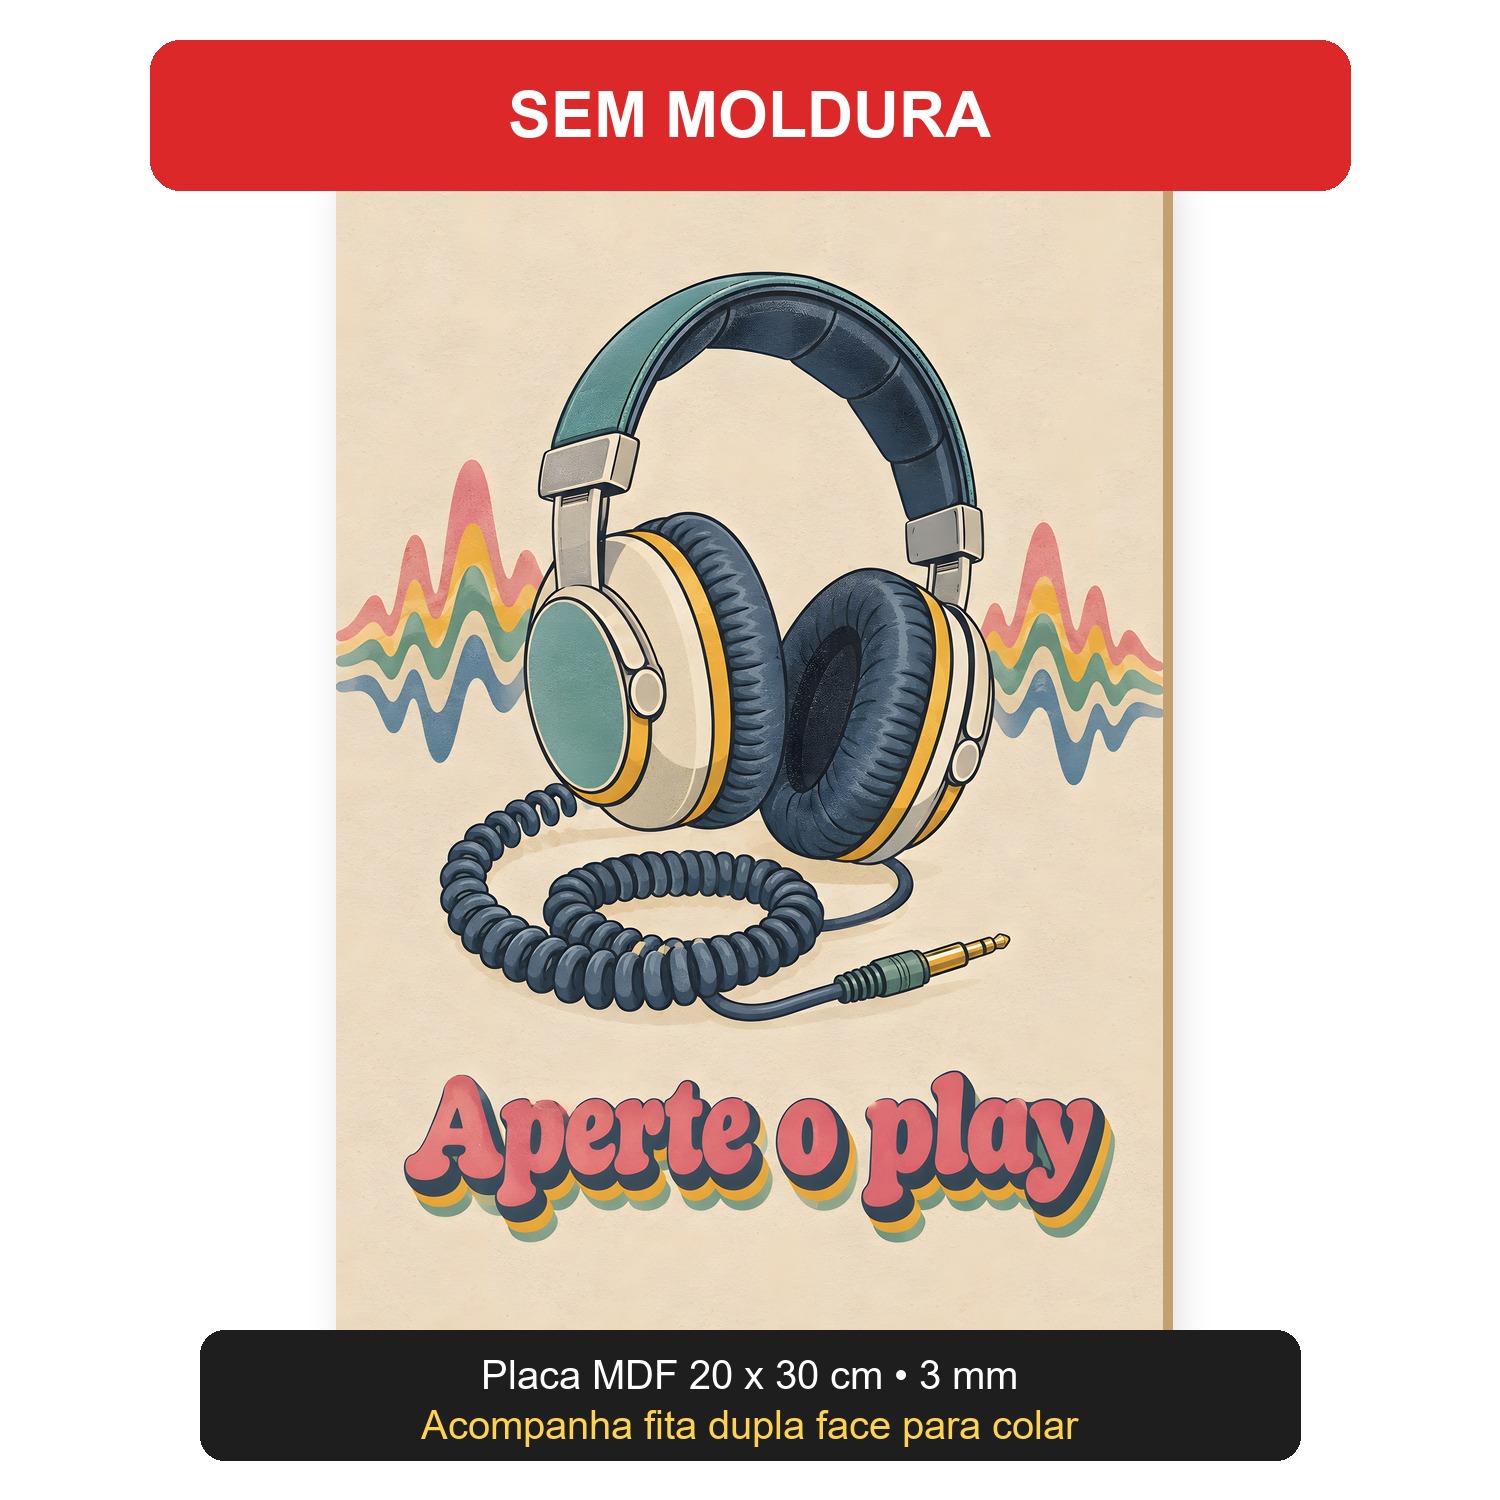 SEM MOLDURA
Aperte o play
Placa MDF 20 x 30 cm • 3 mm
Acompanha fita dupla face para colar